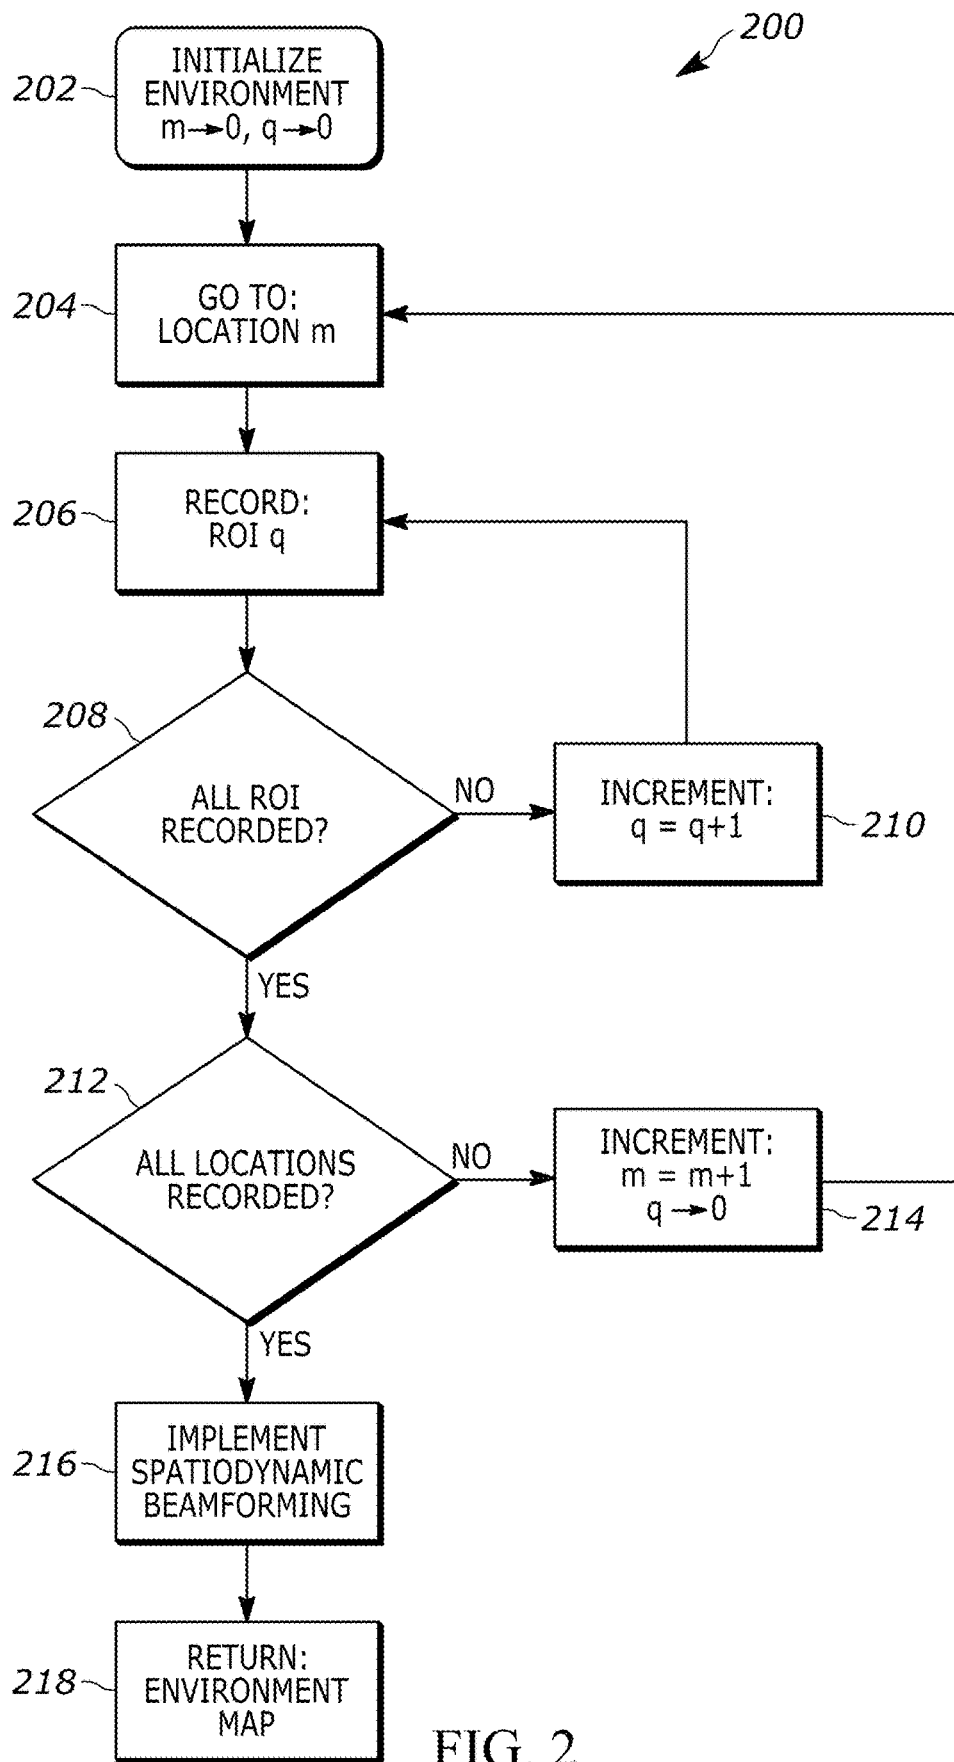 200
202
INITIALIZE
ENVIRONMENT
m→0, q→0
204
GO TO:
LOCATION m
206
RECORD:
ROI q
208
ALL ROI
RECORDED?
NO
INCREMENT:
q = q+1
210
YES
212
ALL LOCATIONS
RECORDED?
NO
INCREMENT:
m = m+1
q→0
214
YES
216
IMPLEMENT
SPATIODYNAMIC
BEAMFORMING
218
RETURN:
ENVIRONMENT
MAP
FIG. 2